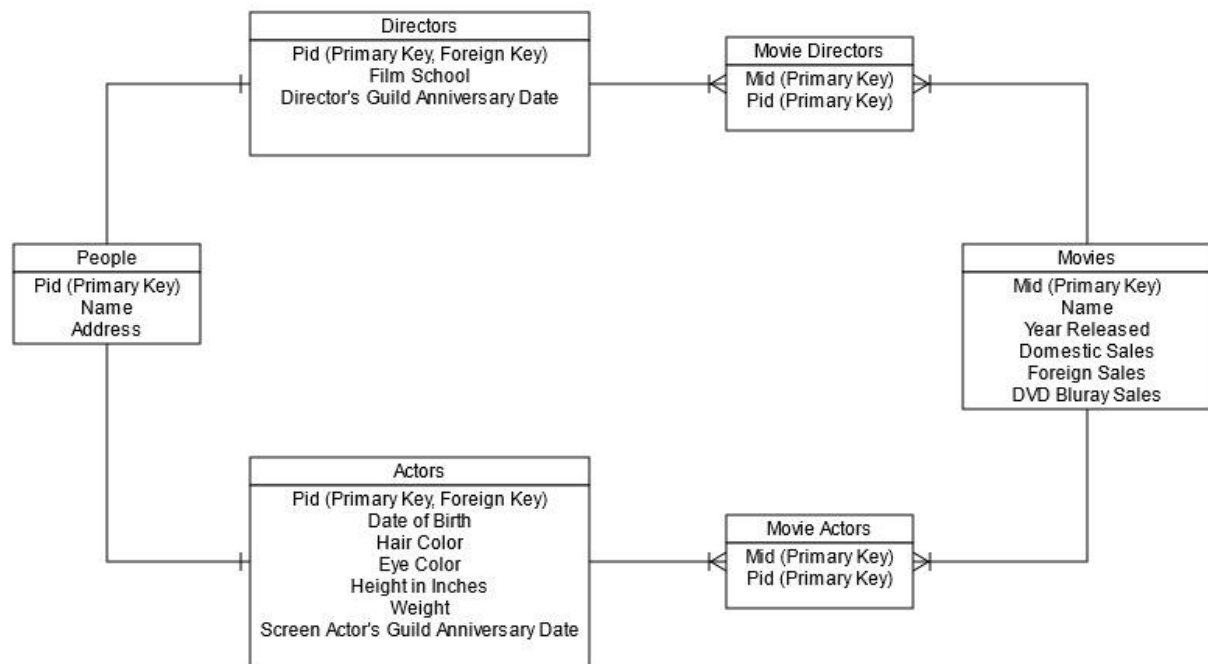 Directors
Pid (Primary Key, Foreign Key)
Film School
Director's Guild Anniversary Date
Movie Directors
Mid (Primary Key)
Pid (Primary Key)
People
Pid (Primary Key)
Name
Address
Movies
Mid (Primary Key)
Name
Year Released
Domestic Sales
Foreign Sales
DVD Bluray Sales
Actors
Pid (Primary Key, Foreign Key)
Date of Birth
Hair Color
Eye Color
Height in Inches
Weight
Screen Actor's Guild Anniversary Date
Movie Actors
Mid (Primary Key)
Pid (Primary Key)